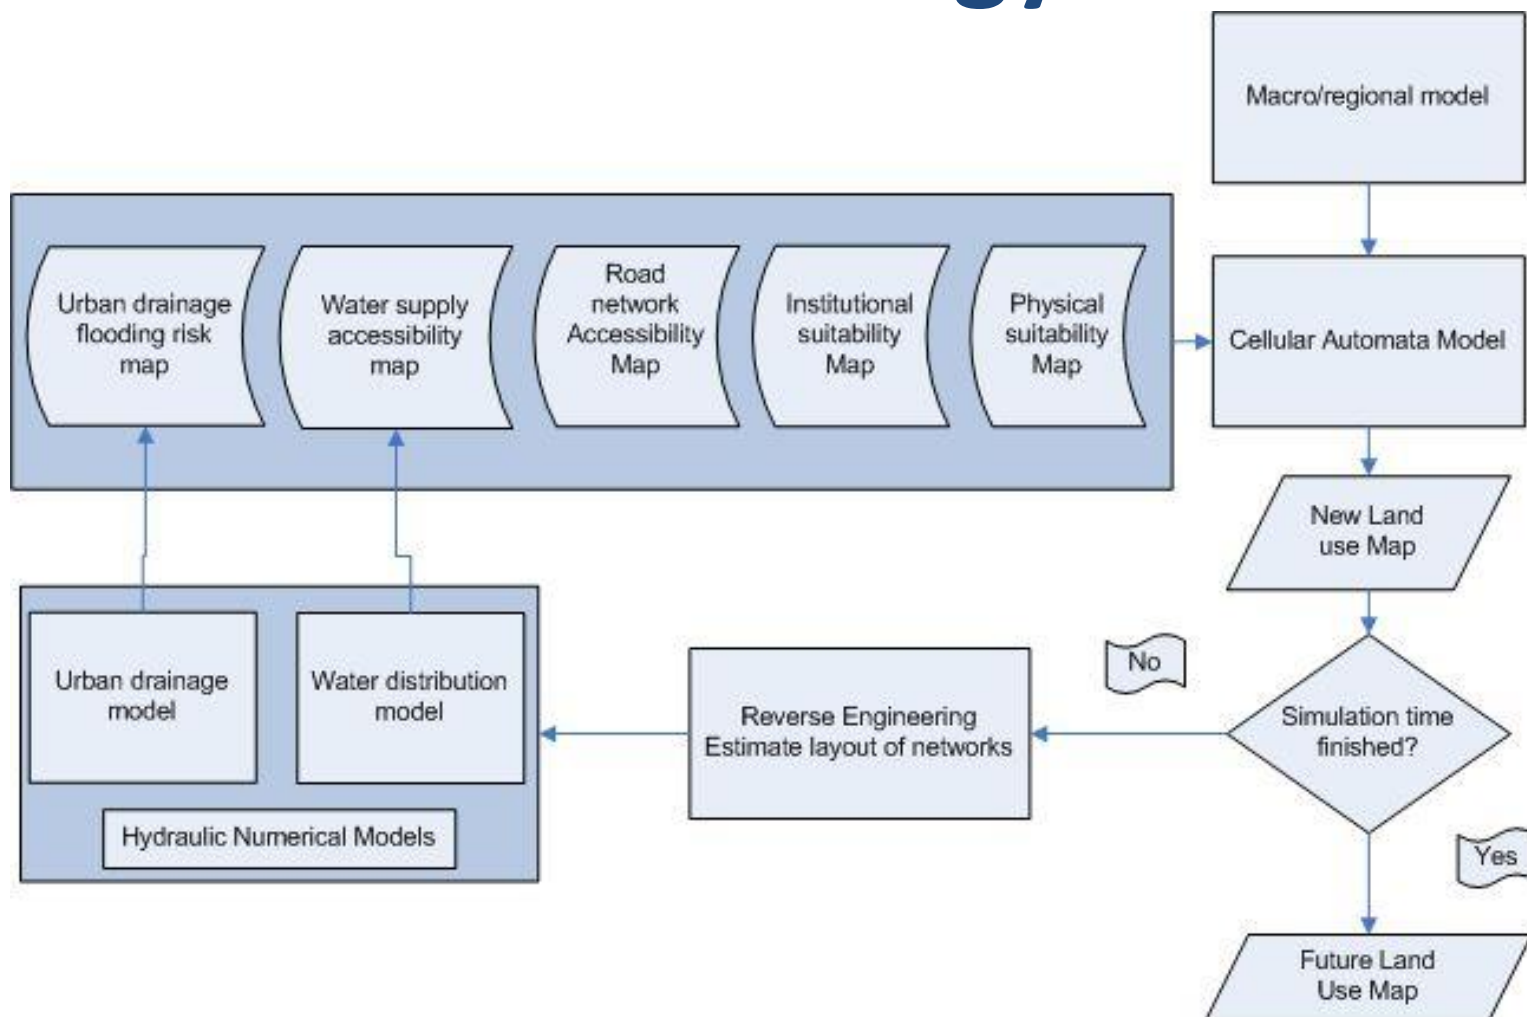 Macro/regional model
Urban drainage
flooding risk
map
Water supply
accessibility
map
Road
network
Accessibility
Map
Institutional
suitability
Map
Physical
suitability
Map
Cellular Automata Model
New Land
use Map
Urban drainage
model
Water distribution
model
Hydraulic Numerical Models
Reverse Engineering
Estimate layout of networks
No
Simulation time
finished?
Yes
Future Land
Use Map